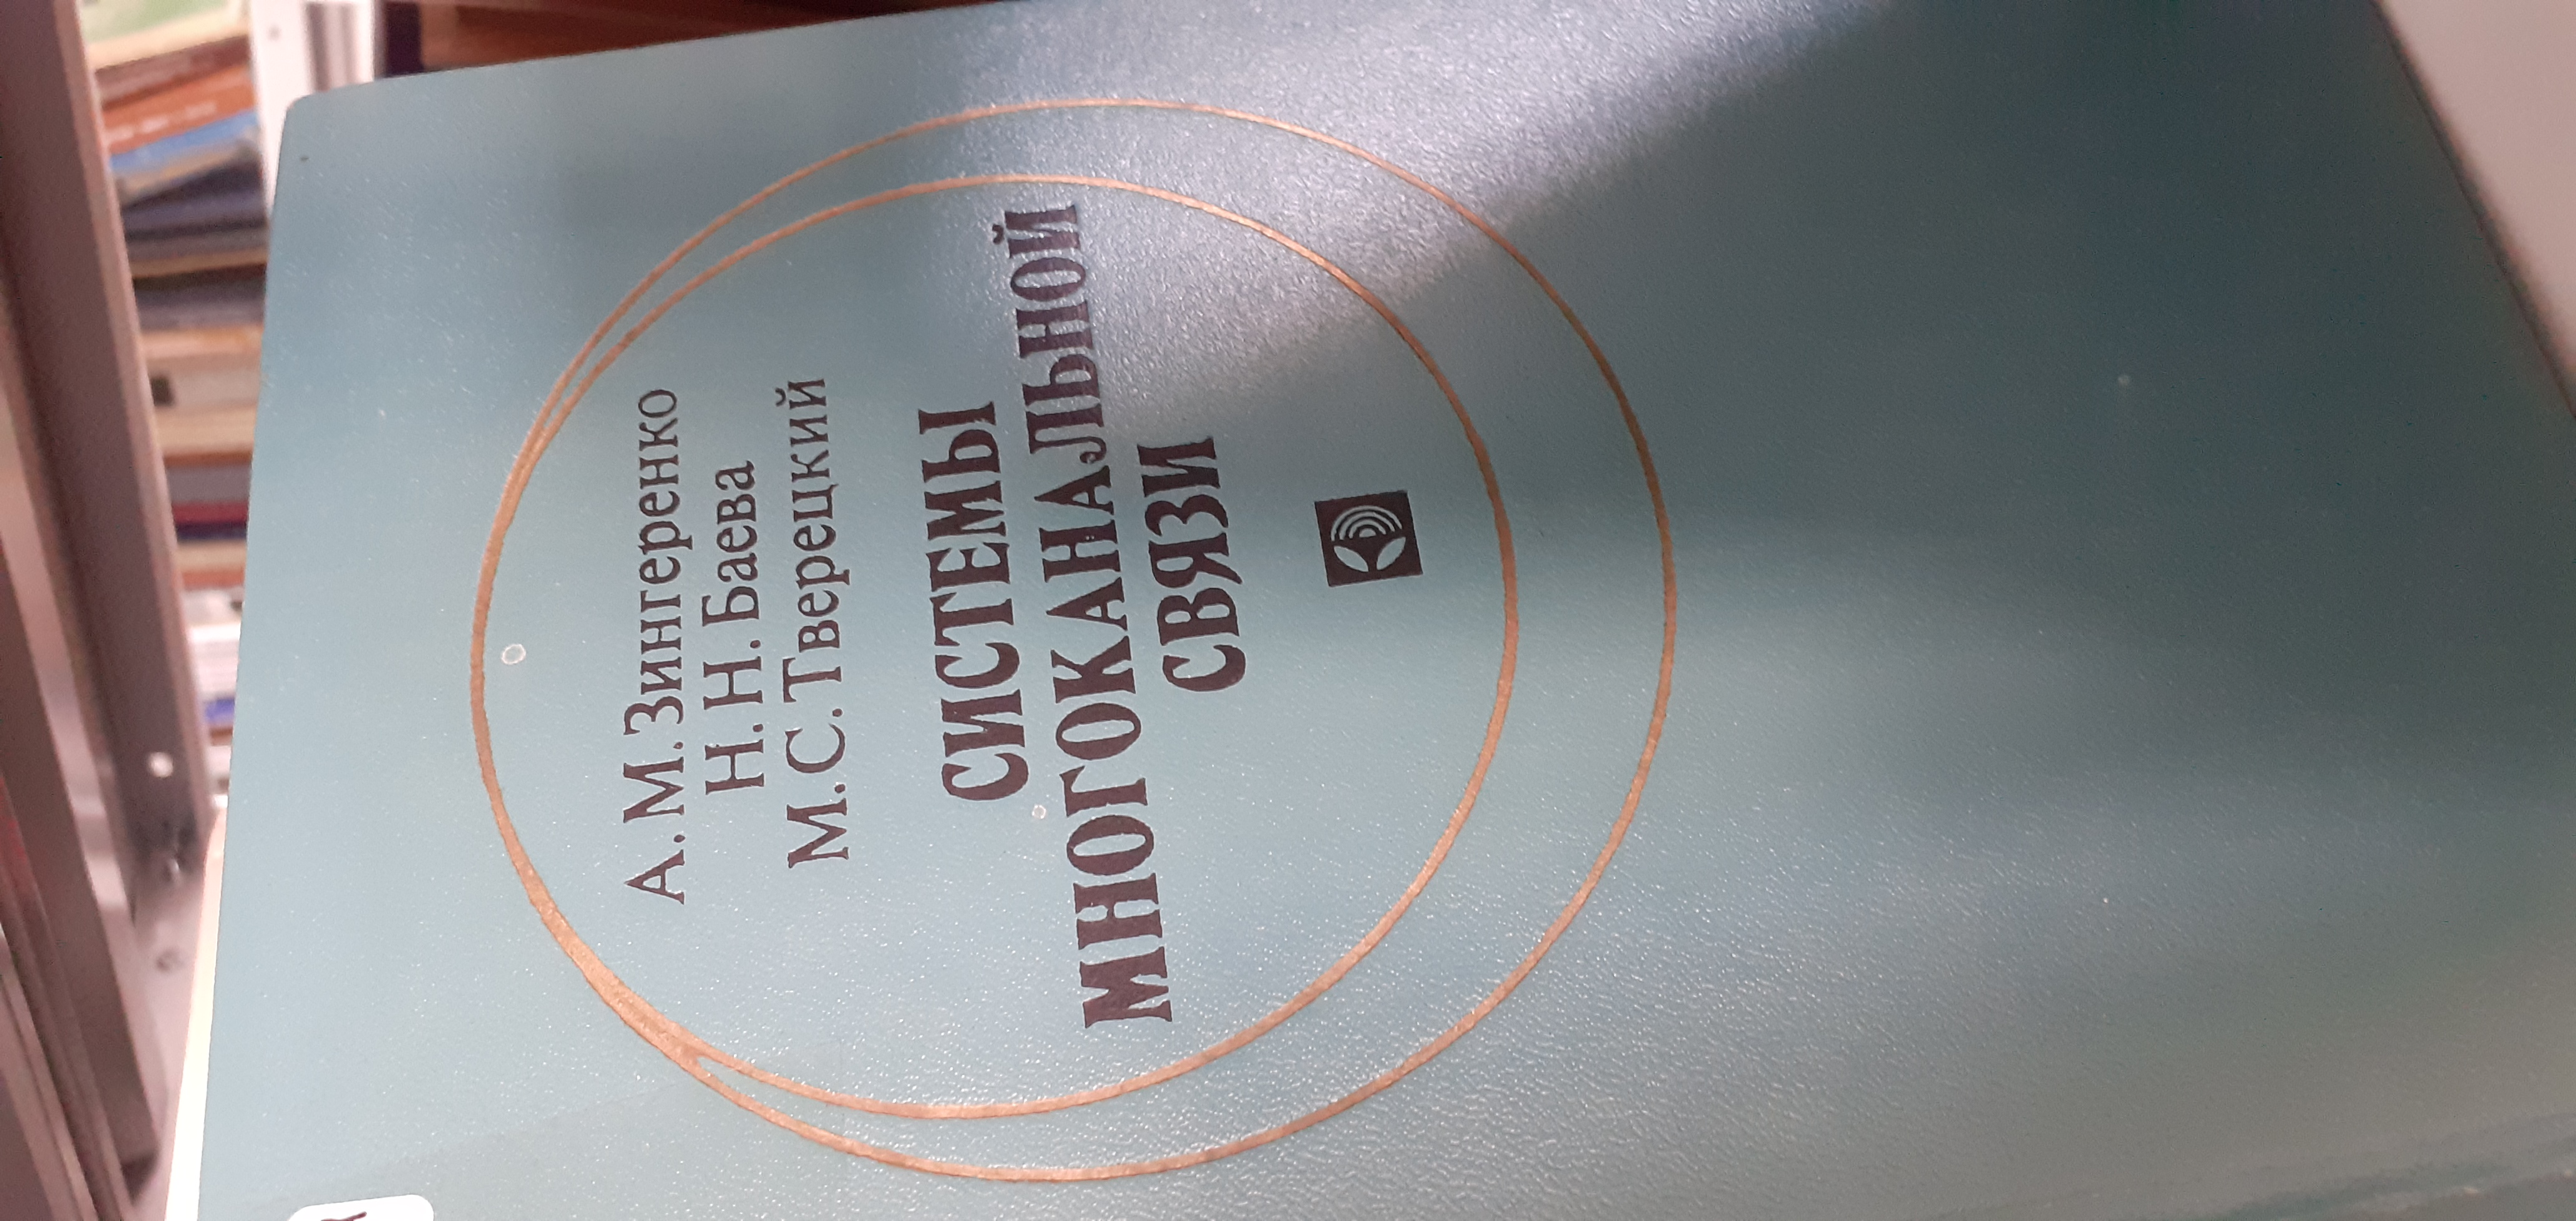 А.М.Зингеренко
Н.Н.Баева
М.С.Тверецкий
СИСТЕМЫ
МНОГОКАНАЛЬНОЙ
СВЯЗИ